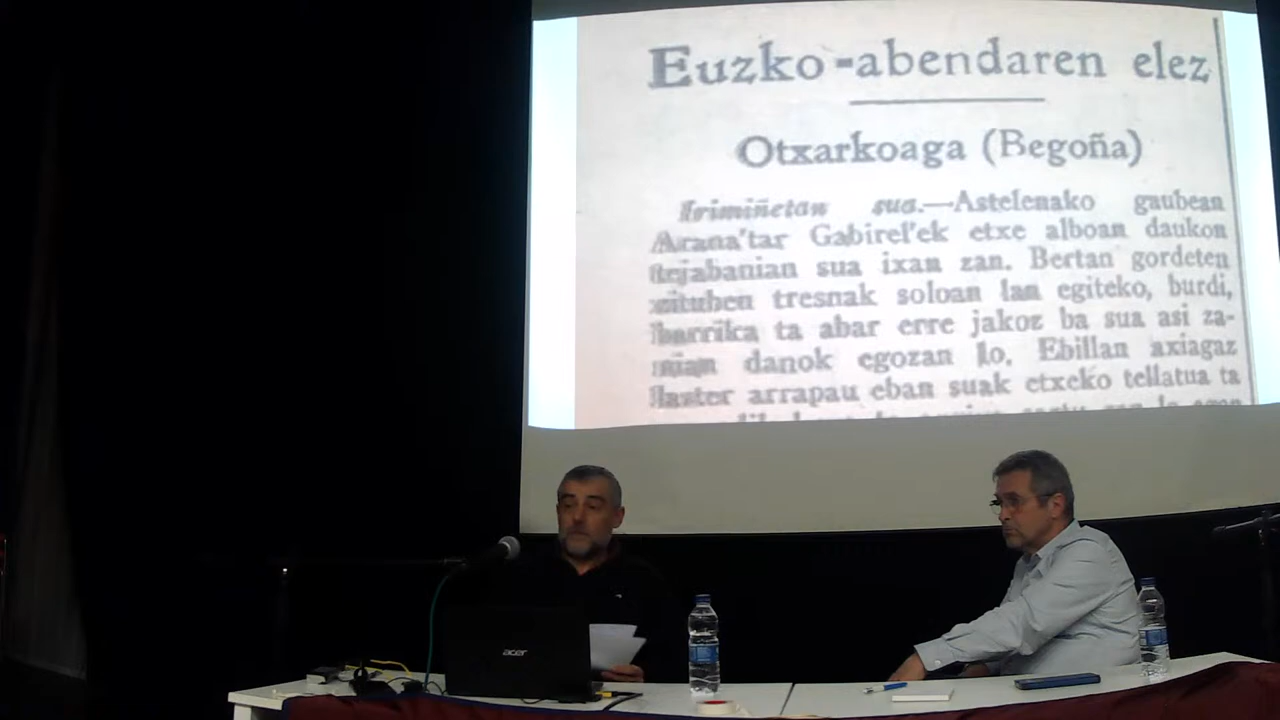 Euzko-abendaren elez
Otxarkoaga (Begoña)
Irimiñetan sua.—Astelenako gaubean
Arana'tar Gabirel'ek etxe alboan daukon
tejabanian sua ixan zan. Bertan gordeten
zituben tresnak soloan lan egiteko, burdi,
barrika ta abar erre jakoz ba sua asi za-
nian danok egozan lo. Ebillan axiagaz
laster arrapau eban suak etxeko tellatua ta
acer